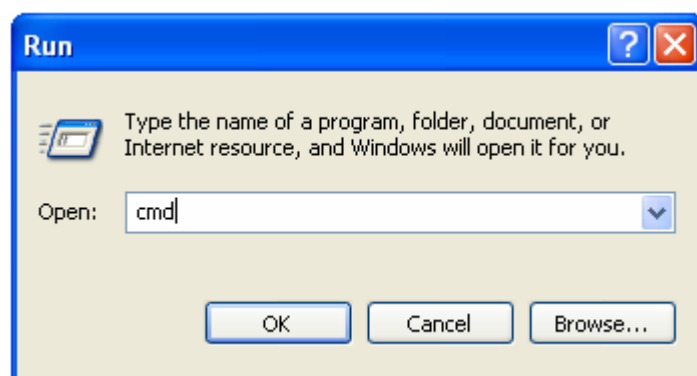 Run
Type the name of a program, folder, document, or
Internet resource, and Windows will open it for you.
Open: cmd
OK Cancel Browse...